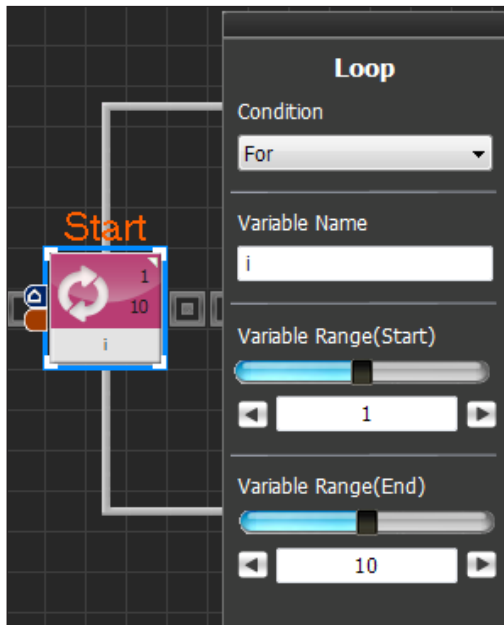 Start
1
10
i
Loop
Condition
For
Variable Name
i
Variable Range(Start)
1
Variable Range(End)
10